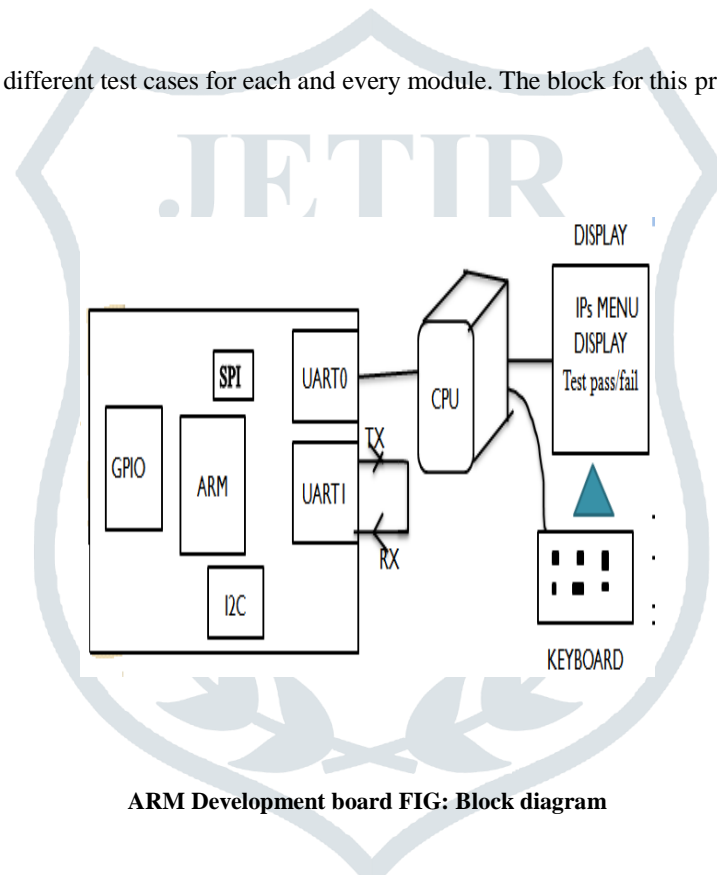 different test cases for each and every module. The block for this pr
JETIR
DISPLAY
IPs MENU
DISPLAY
Test pass/fail
SPI
UART0
CPU
GPIO
ARM
TX
UART1
RX
I2C
KEYBOARD
ARM Development board FIG: Block diagram